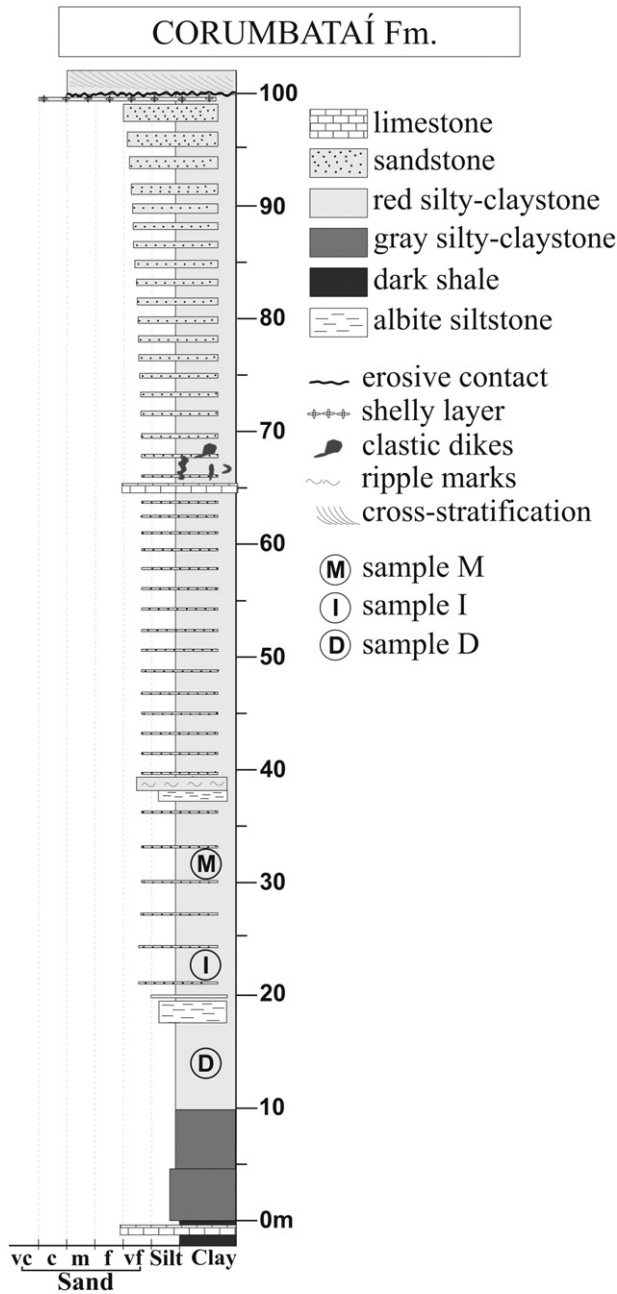 CORUMBATAÍ Fm.
100
90
80
70
60
50
40
30
20
10
0m
limestone
sandstone
red silty-claystone
gray silty-claystone
dark shale
albite siltstone
erosive contact
shelly layer
clastic dikes
ripple marks
cross-stratification
M sample M
I sample I
D sample D
M
I
D
vc c m f vf Silt Clay
Sand